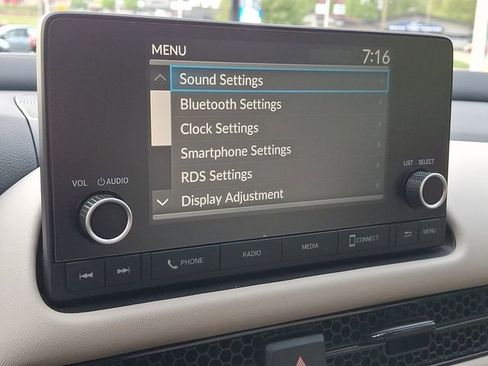 MENU 7:16
Sound Settings
Bluetooth Settings
Clock Settings
Smartphone Settings
RDS Settings
Display Adjustment
VOL AUDIO
LIST SELECT
PHONE RADIO MEDIA CONNECT MENU